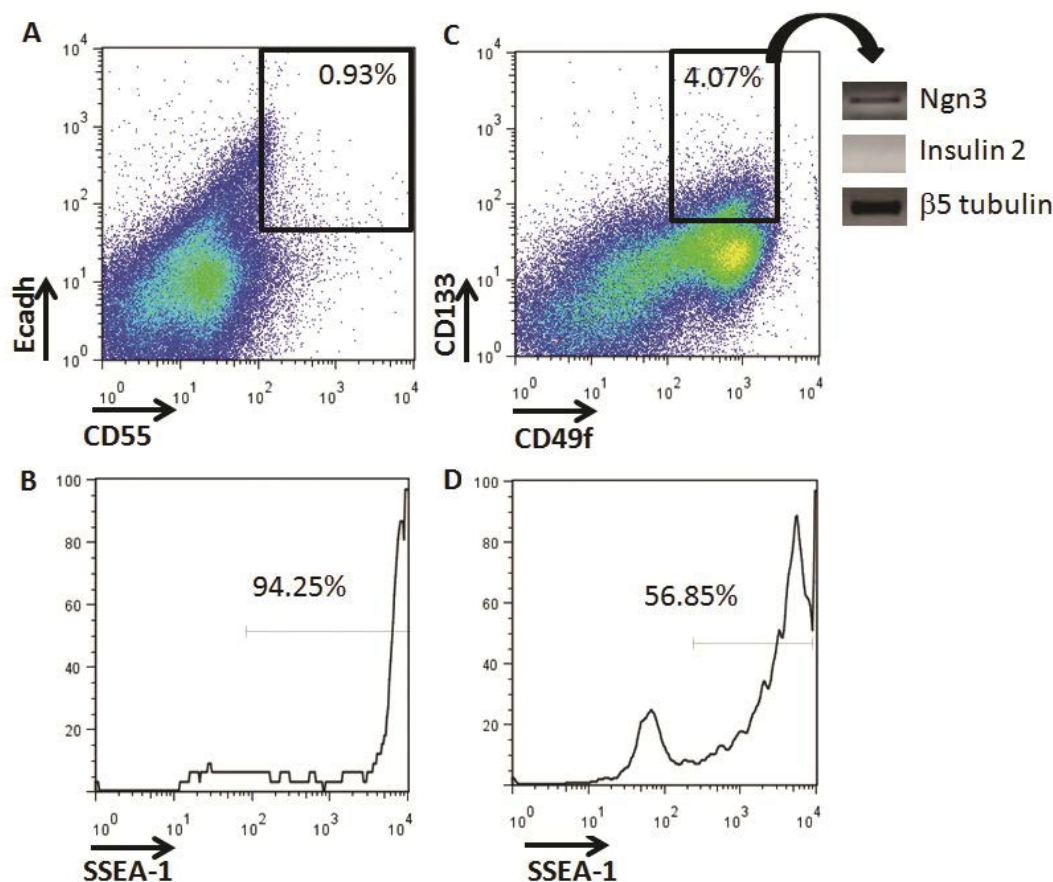 A
10⁴
10³
10²
10¹
10⁰
0.93%
Ecadh
10⁰ 10¹ 10² 10³ 10⁴
CD55
C
10⁴
10³
10²
10¹
10⁰
4.07%
CD133
10⁰ 10¹ 10² 10³ 10⁴
CD49f
Ngn3
Insulin 2
β5 tubulin
B
100
80
60
40
20
94.25%
10⁰ 10¹ 10² 10³ 10⁴
SSEA-1
D
100
80
60
40
20
56.85%
10⁰ 10¹ 10² 10³ 10⁴
SSEA-1